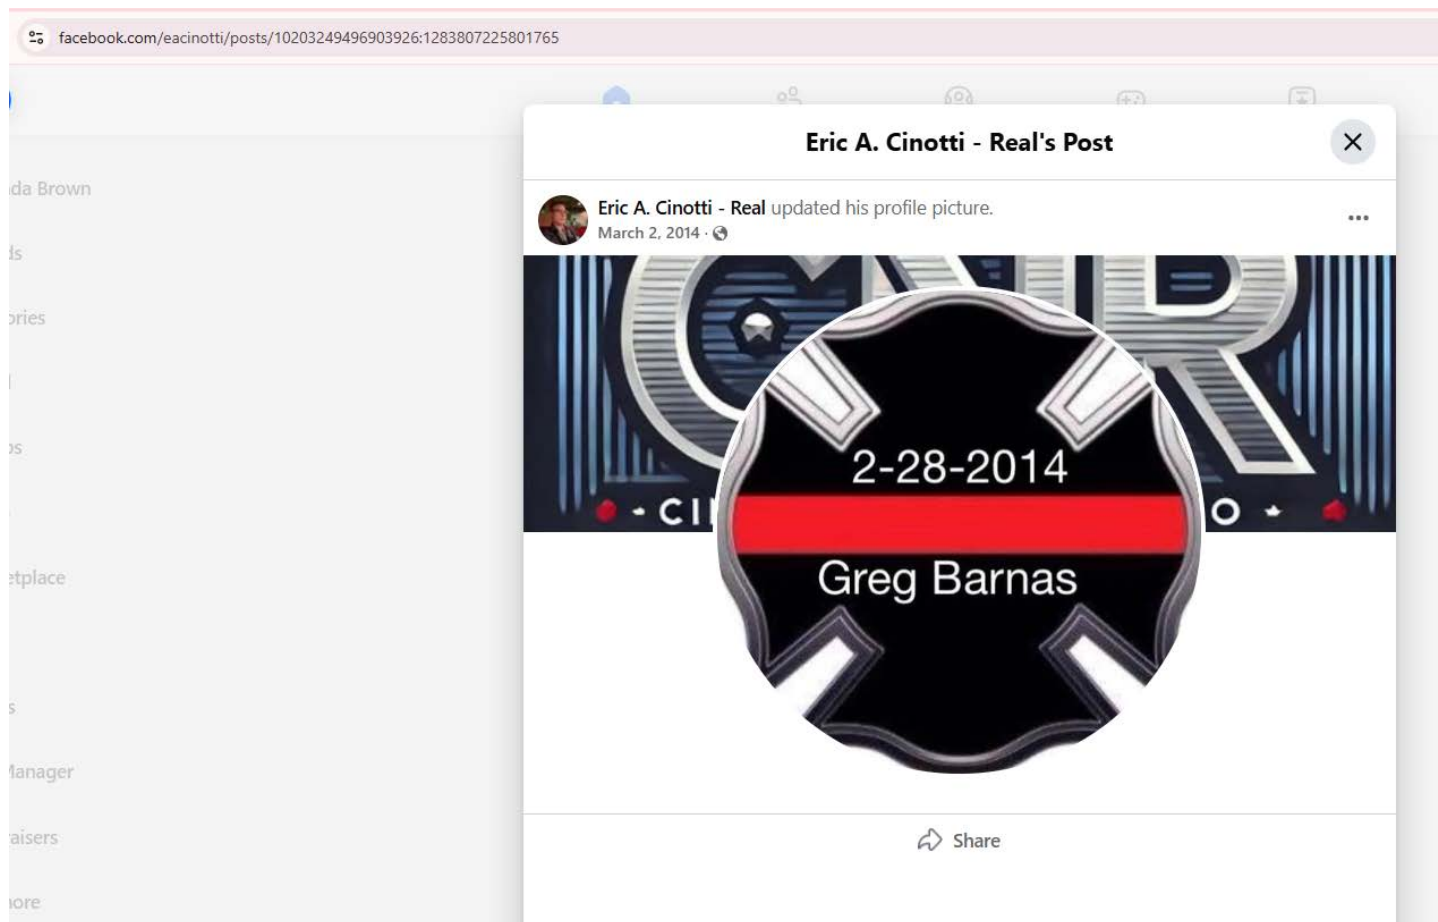 facebook.com/eacinotti/posts/10203249496903926:1283807225801765
Eric A. Cinotti - Real's Post
da Brown
Eric A. Cinotti - Real updated his profile picture.
March 2, 2014 ·
ds
ories
2-28-2014
· CI
O
Greg Barnas
etplace
Manager
aisers
Share
ore